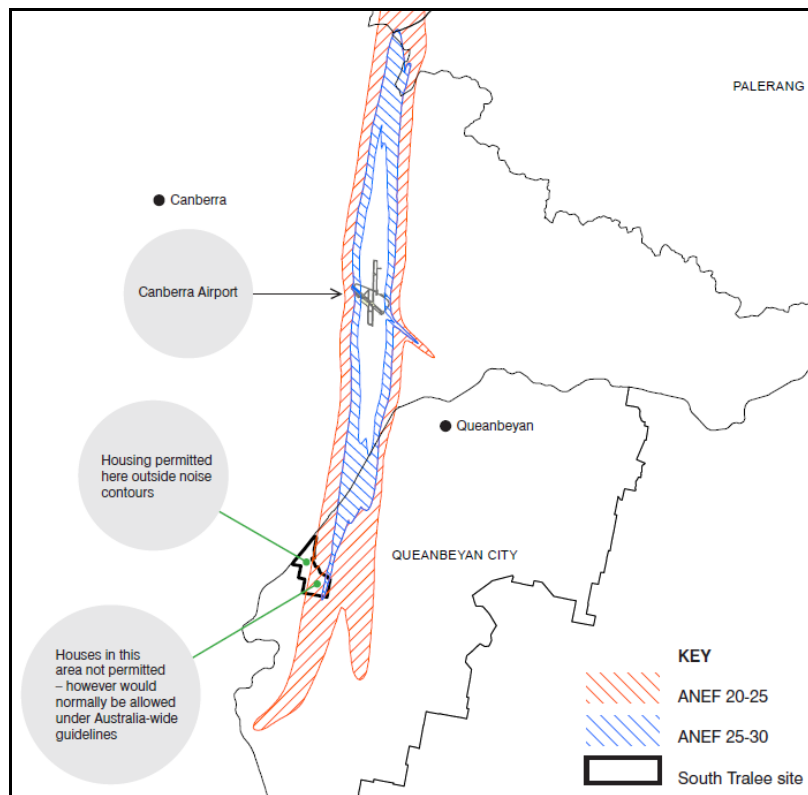 PALERANG
Canberra
Canberra Airport
Queanbeyan
Housing permitted
here outside noise
contours
QUEANBEYAN CITY
Houses in this
area not permitted
– however would
normally be allowed
under Australia-wide
guidelines
KEY
ANEF 20-25
ANEF 25-30
South Tralee site